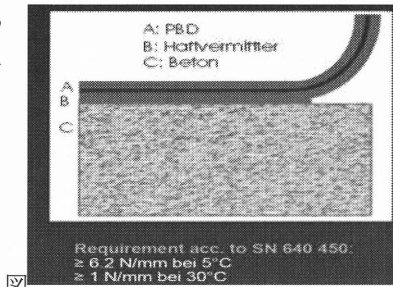 A: PBD
B: Haftvermittler
C: Beton
A
B
C
Requirement acc. to SN 640 450:
≥ 6.2 N/mm bei 5°C
≥ 1 N/mm bei 30°C